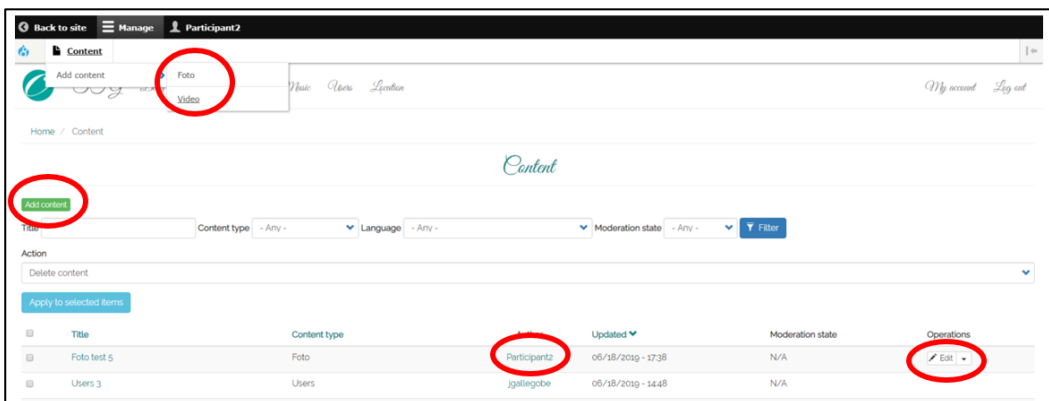 Back to site Manage Participant2
Content
Add content Foto
Video
Music Users Location My account Log out
Home / Content
Content
Add content
Title Content type - Any - Language - Any - Moderation state - Any - Filter
Action
Delete content
Apply to selected items
Title Content type Author Updated Moderation state Operations
Foto test 5 Foto Participant2 06/18/2019 - 17:38 N/A Edit
Users 3 Users jgallegobe 06/18/2019 - 14:48 N/A